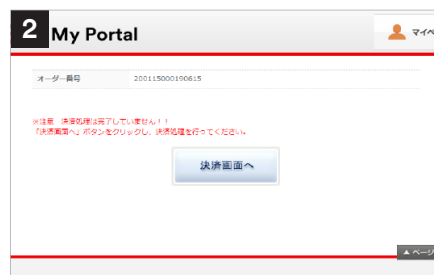 2 My Portal
マイペ
オーダー番号 200115000190615
※注意 決済処理は完了していません！！
「決済画面へ」ボタンをクリックし、決済処理を行ってください。
決済画面へ
▲ ページ